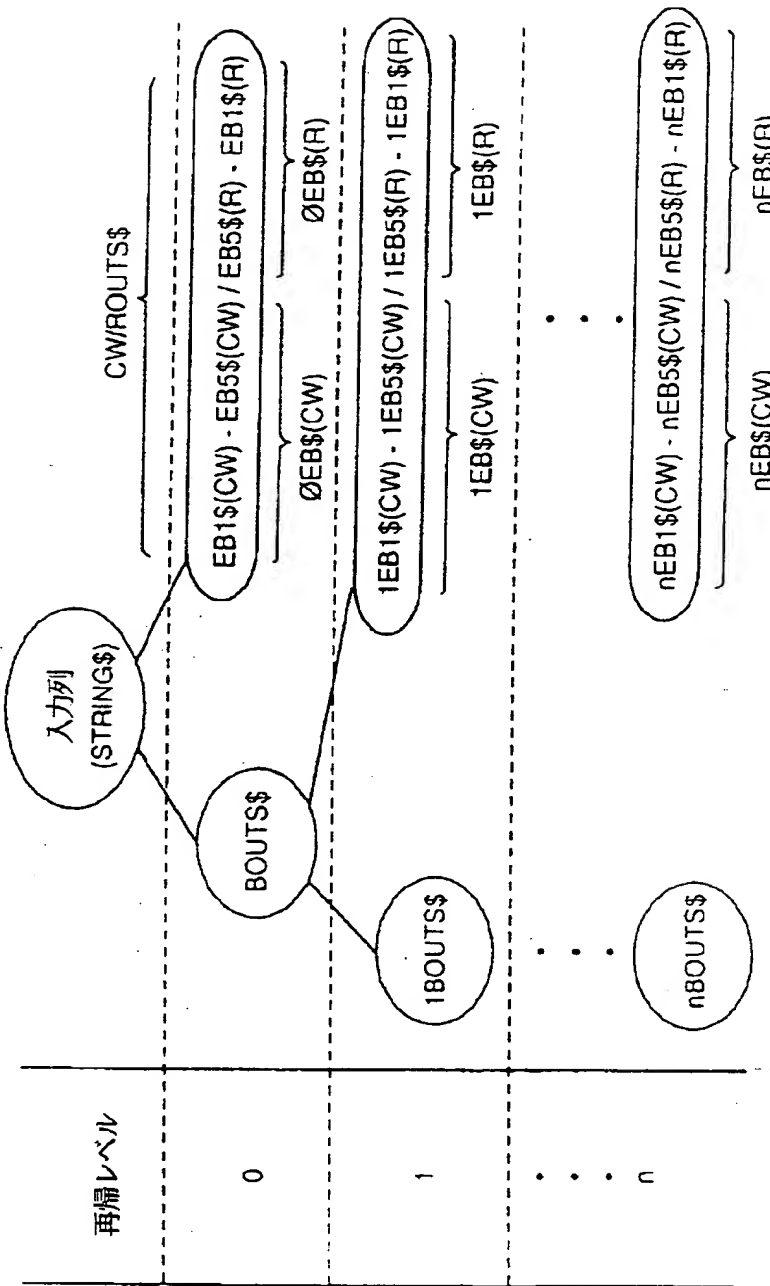 再帰レベル
入力列
(STRING$)
CW/ROUTS$
0
BOUTS$
EB1$(CW) - EB5$(CW) / EB5$(R) - EB1$(R)
ØEB$(CW)
ØEB$(R)
1
1BOUTS$
1EB1$(CW) - 1EB5$(CW) / 1EB5$(R) - 1EB1$(R)
1EB$(CW)
1EB$(R)
n
nBOUTS$
nEB1$(CW) - nEB5$(CW) / nEB5$(R) - nEB1$(R)
nEB$(CW)
nEB$(R)